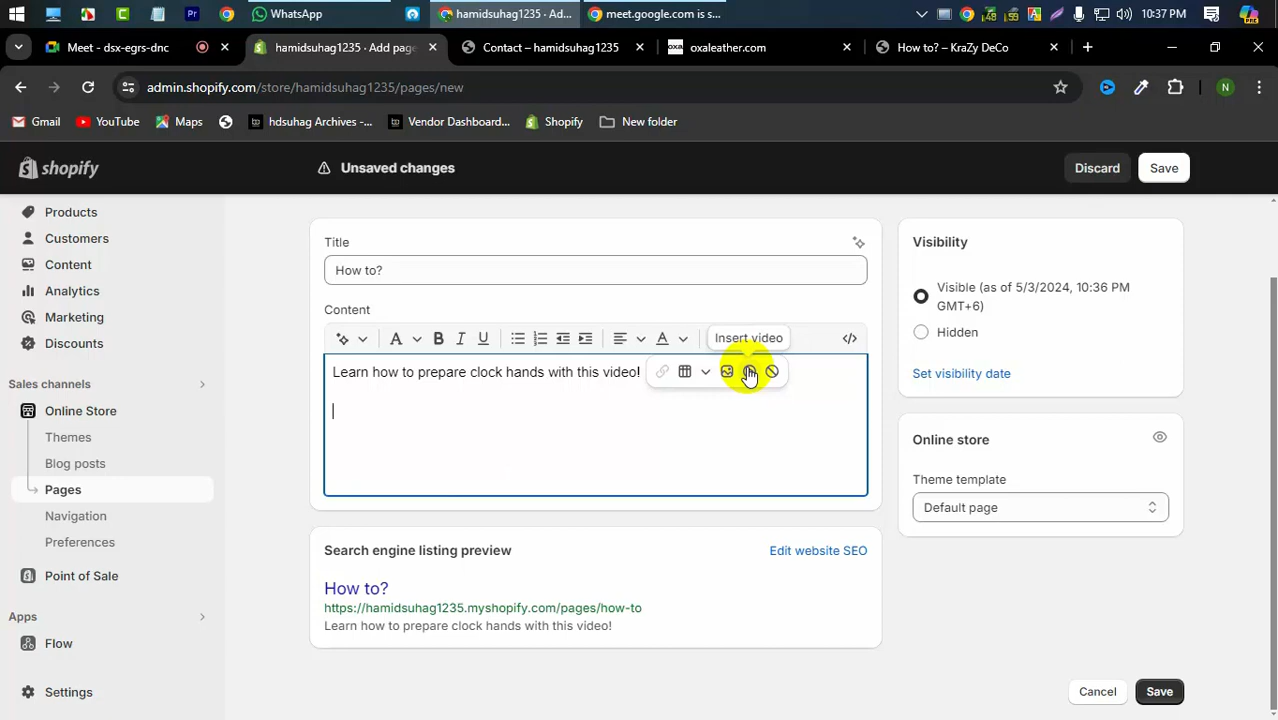 WhatsApp
hamidsuhag1235 · Ad...
meet.google.com is s...
10:37 PM
Meet - dsx-egrs-dnc
hamidsuhag1235 · Add page
Contact – hamidsuhag1235
oxa
oxaleather.com
How to? – KraZy DeCo
admin.shopify.com/store/hamidsuhag1235/pages/new
N
Gmail
YouTube
Maps
hdsuhag Archives -...
Vendor Dashboard...
Shopify
New folder
shopify
Unsaved changes
Discard
Save
Products
Customers
Content
Analytics
Marketing
Discounts
Sales channels
Online Store
Themes
Blog posts
Pages
Navigation
Preferences
Point of Sale
Apps
Flow
Settings
Title
How to?
Content
A
B
I
U
A
Insert video
Learn how to prepare clock hands with this video!
Search engine listing preview
Edit website SEO
How to?
https://hamidsuhag1235.myshopify.com/pages/how-to
Learn how to prepare clock hands with this video!
Visibility
Visible (as of 5/3/2024, 10:36 PM
GMT+6)
Hidden
Set visibility date
Online store
Theme template
Default page
Cancel
Save